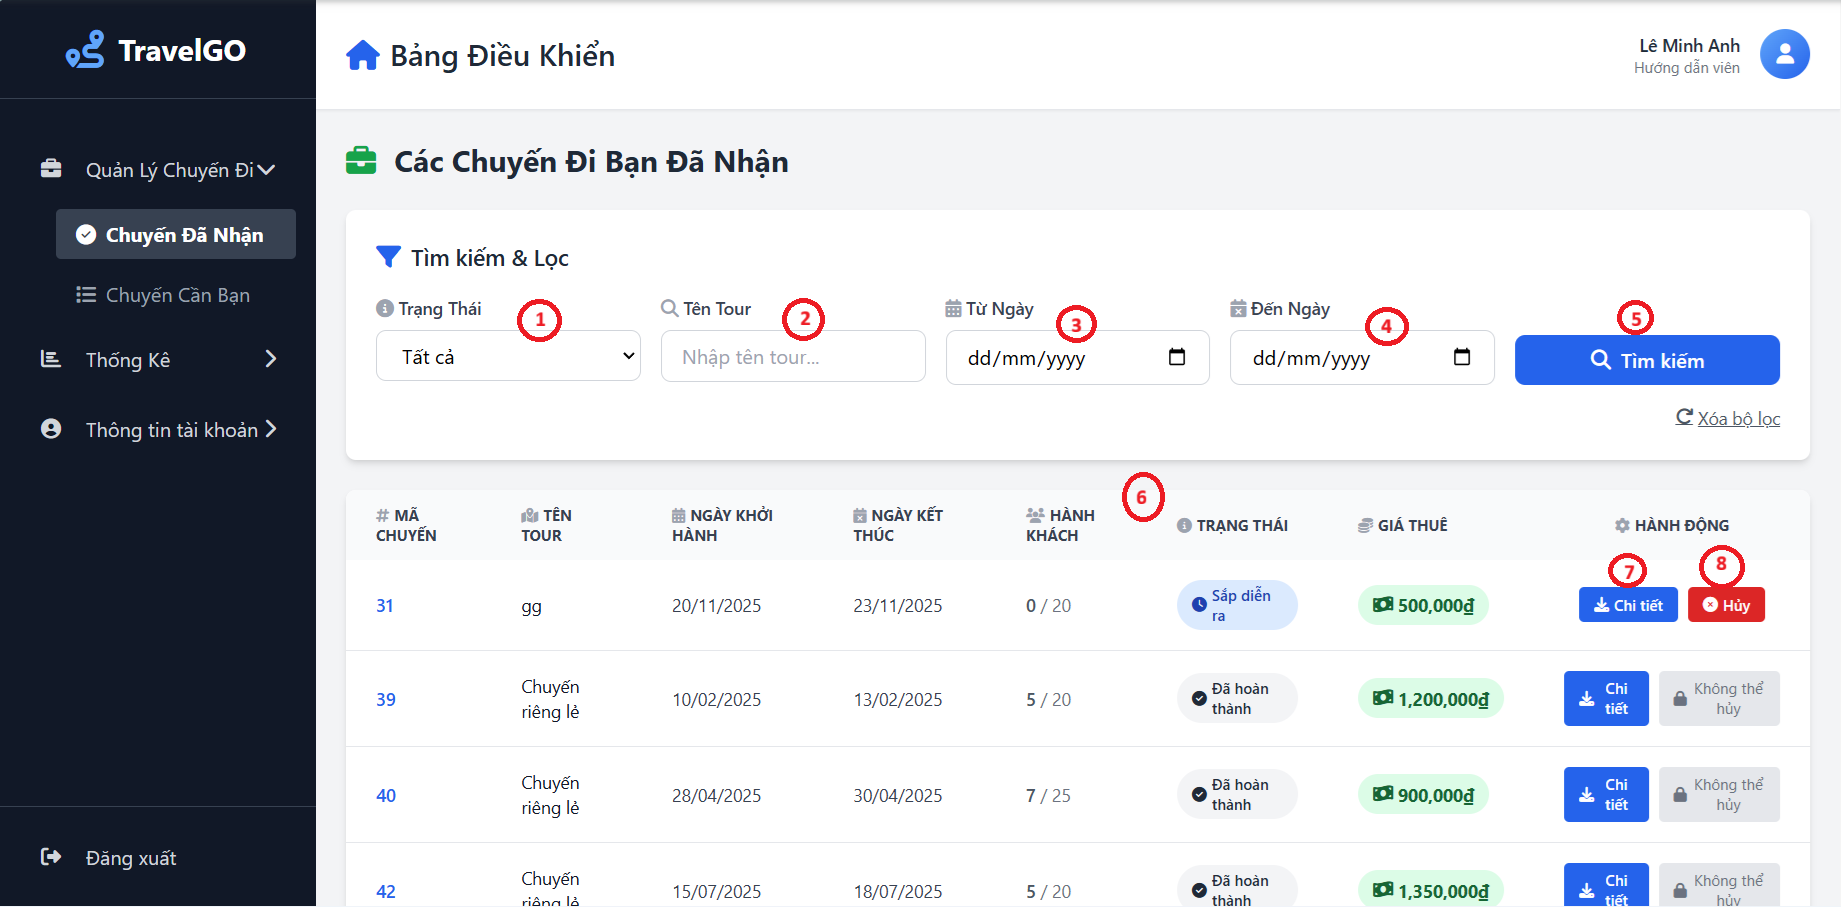 TravelGO
Bảng Điều Khiển
Lê Minh Anh
Hướng dẫn viên
Quản Lý Chuyến Đi
Chuyến Đã Nhận
Chuyến Cần Bạn
Thống Kê
Thông tin tài khoản
Đăng xuất
Các Chuyến Đi Bạn Đã Nhận
Tìm kiếm & Lọc
Trạng Thái 1 Tên Tour 2 Từ Ngày 3 Đến Ngày 4 5
Tất cả Nhập tên tour... dd/mm/yyyy dd/mm/yyyy Tìm kiếm
Xóa bộ lọc
6
# MÃ CHUYẾN TÊN TOUR NGÀY KHỞI HÀNH NGÀY KẾT THÚC HÀNH KHÁCH TRẠNG THÁI GIÁ THUÊ HÀNH ĐỘNG
7 8
31 gg 20/11/2025 23/11/2025 0 / 20 Sắp diễn ra 500,000₫ Chi tiết Hủy
39 Chuyến riêng lẻ 10/02/2025 13/02/2025 5 / 20 Đã hoàn thành 1,200,000₫ Chi tiết Không thể hủy
40 Chuyến riêng lẻ 28/04/2025 30/04/2025 7 / 25 Đã hoàn thành 900,000₫ Chi tiết Không thể hủy
42 Chuyến riêng lẻ 15/07/2025 18/07/2025 5 / 20 Đã hoàn thành 1,350,000₫ Chi tiết Không thể hủy